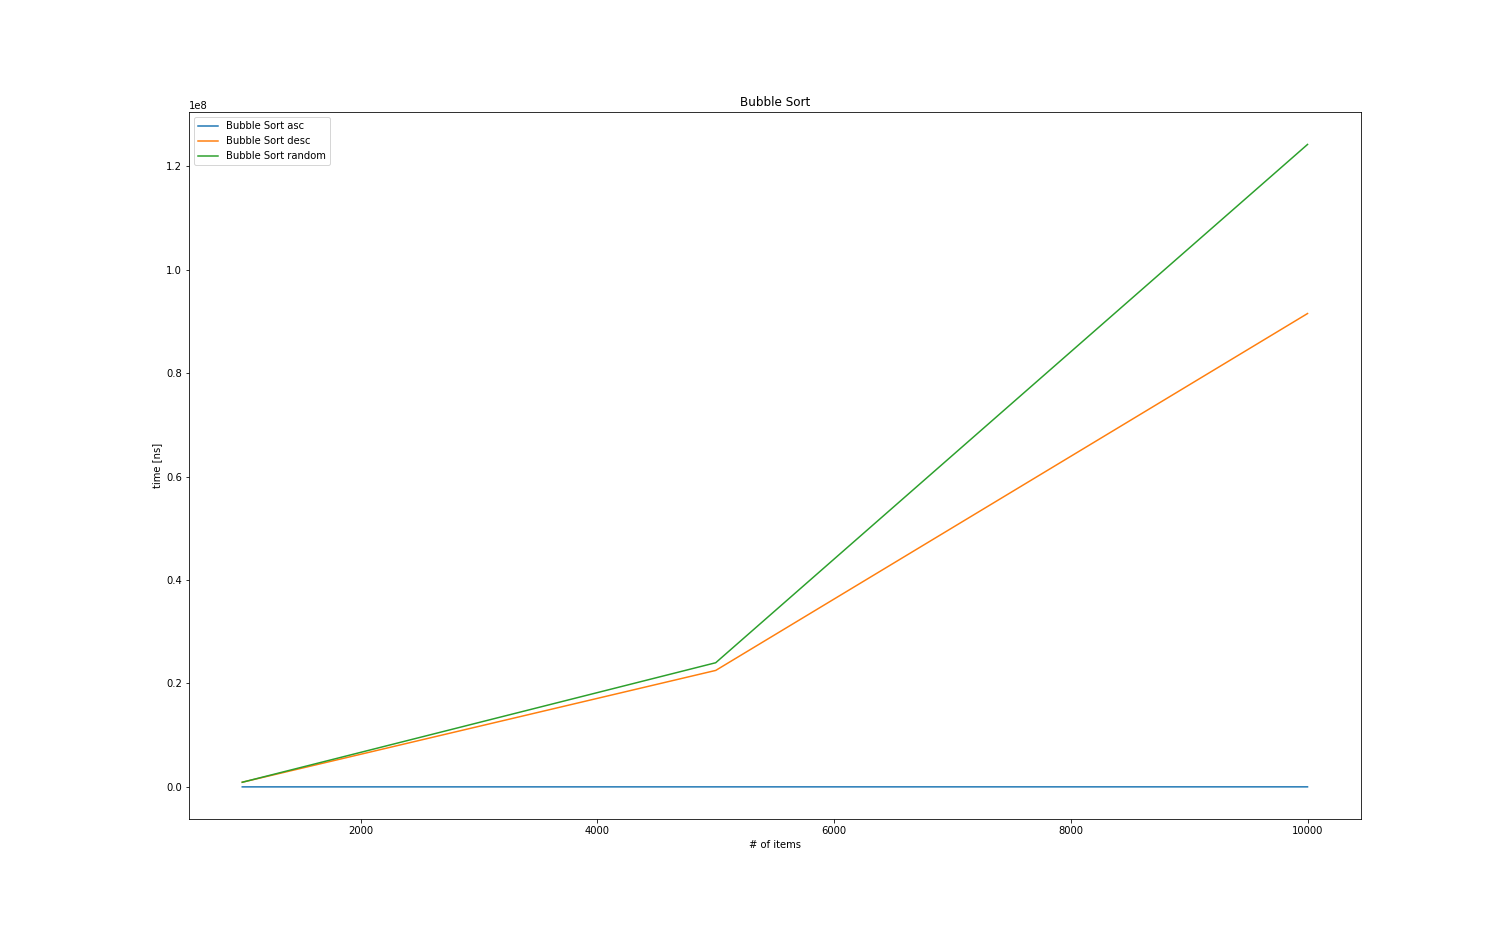 Bubble Sort
1e8
Bubble Sort asc
Bubble Sort desc
Bubble Sort random
1.2
1.0
0.8
0.6
0.4
0.2
0.0
time [ns]
2000 4000 6000 8000 10000
# of items